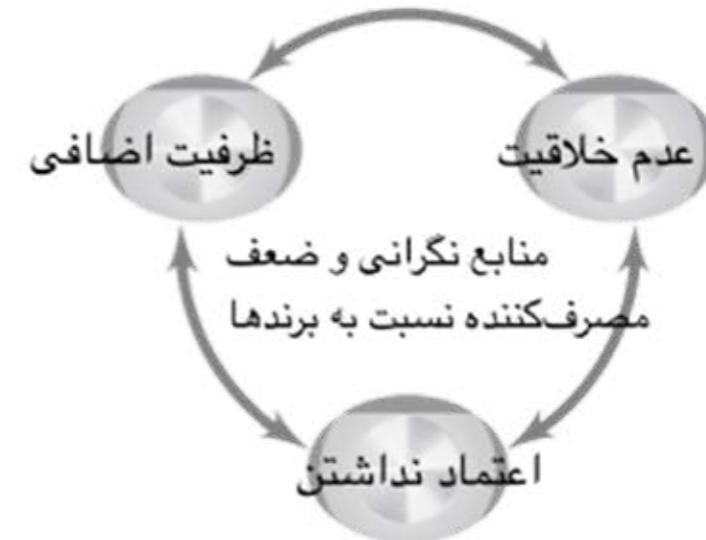 عدم خلاقیت
ظرفیت اضافی
منابع نگرانی و ضعف
مصرف‌کننده نسبت به برندها
اعتماد نداشتن